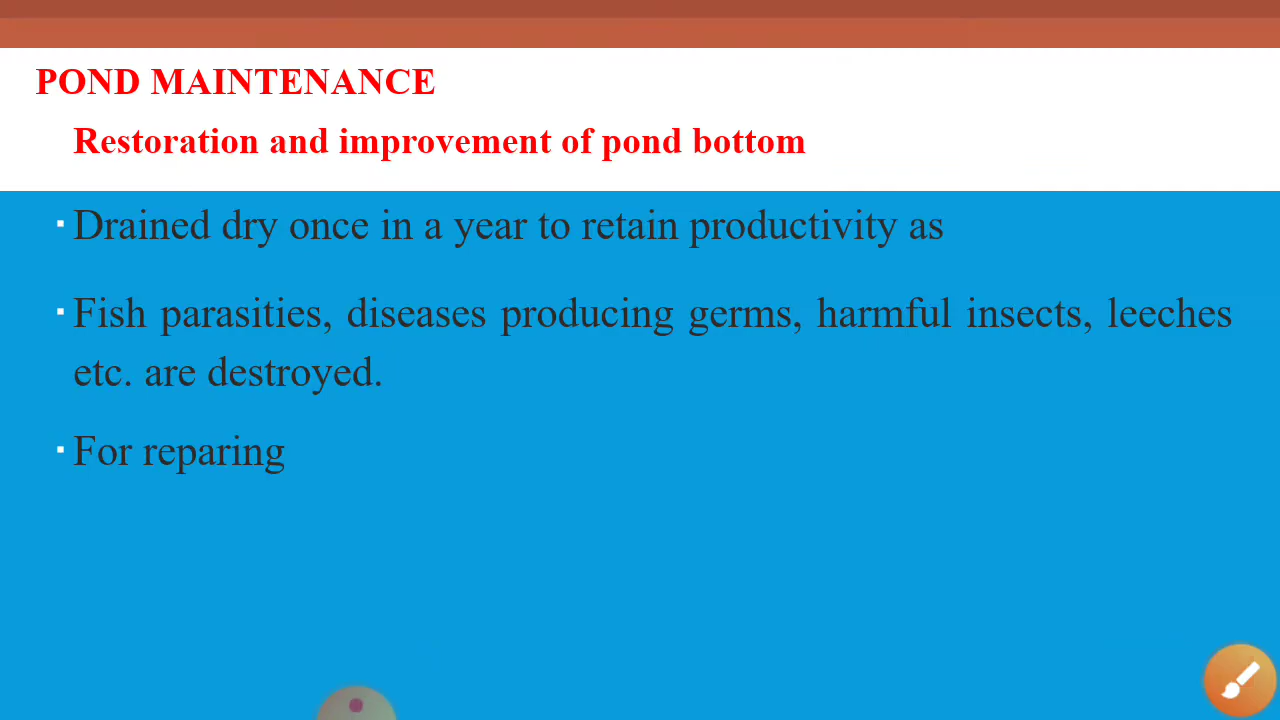 POND MAINTENANCE
Restoration and improvement of pond bottom
▪ Drained dry once in a year to retain productivity as
▪ Fish parasities, diseases producing germs, harmful insects, leeches
etc. are destroyed.
▪ For reparing